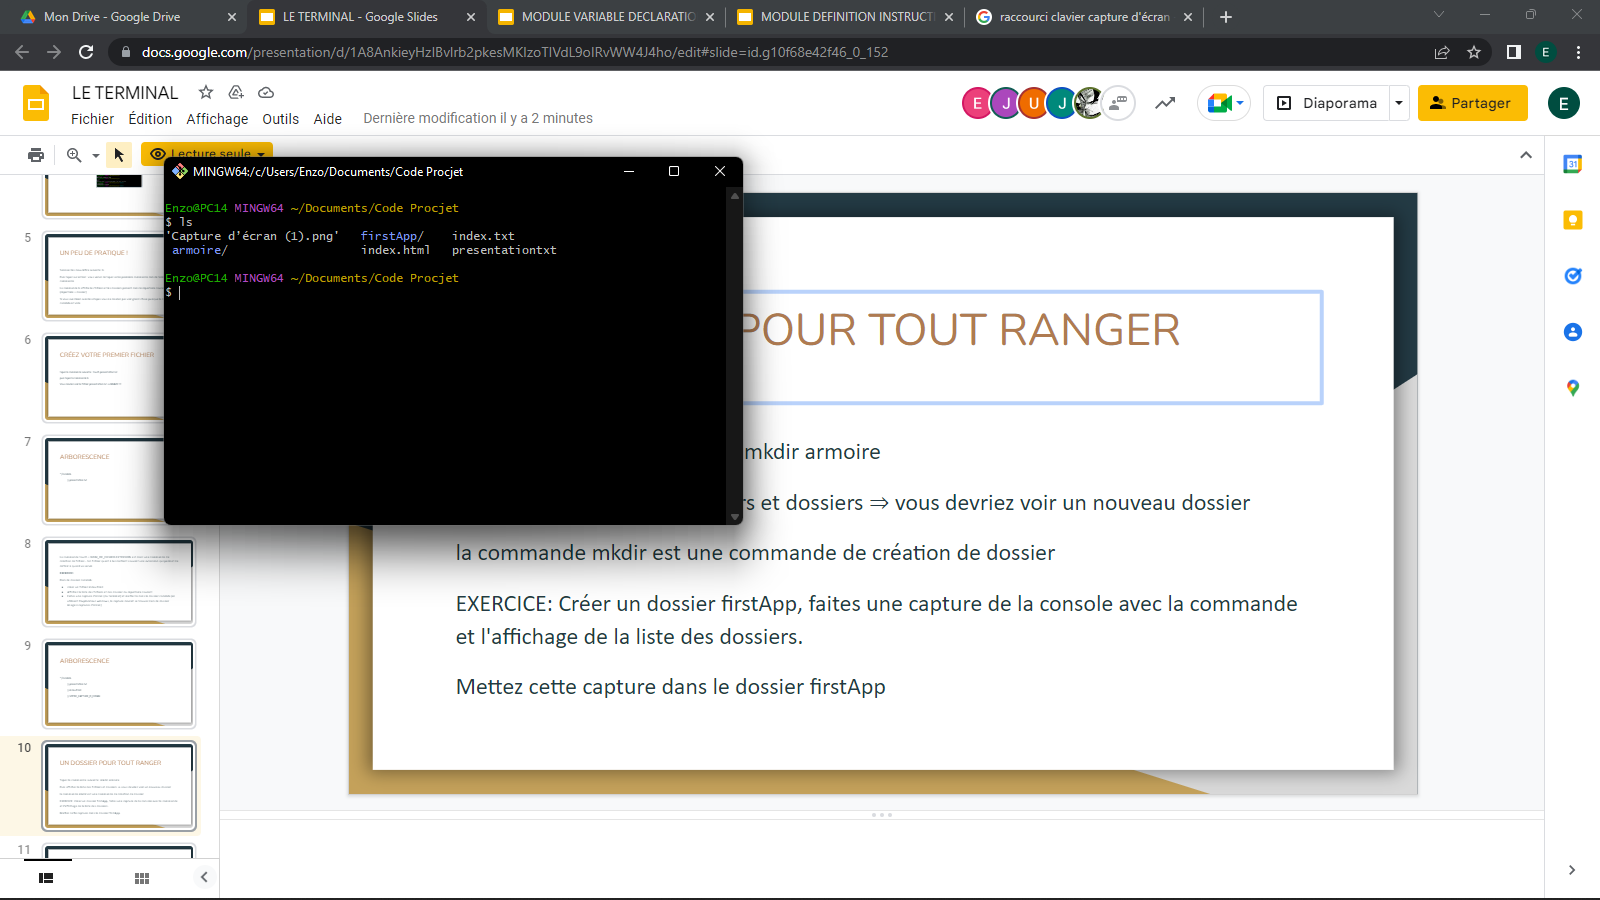 Mon Drive - Google Drive
LE TERMINAL - Google Slides
MODULE VARIABLE DECLARATIO
MODULE DEFINITION INSTRUCTI
raccourci clavier capture d'écran
docs.google.com/presentation/d/1A8AnkieyHzIBvIrb2pkesMKIzoTIVdL9oIRvWW4J4ho/edit#slide=id.g10f68e42f46_0_152
E
LE TERMINAL
Fichier Édition Affichage Outils Aide
Dernière modification il y a 2 minutes
E J U J
Diaporama
Partager
E
Lecture seule
31
MINGW64:/c/Users/Enzo/Documents/Code Procjet
Enzo@PC14 MINGW64 ~/Documents/Code Procjet
$ ls
'Capture d’écran (1).png' firstApp/ index.txt
armoire/ index.html presentationtxt
Enzo@PC14 MINGW64 ~/Documents/Code Procjet
$
POUR TOUT RANGER
mkdir armoire
rs et dossiers ⇒ vous devriez voir un nouveau dossier
la commande mkdir est une commande de création de dossier
EXERCICE: Créer un dossier firstApp, faites une capture de la console avec la commande
et l'affichage de la liste des dossiers.
Mettez cette capture dans le dossier firstApp
5
UN PEU DE PRATIQUE !
6
CRÉEZ VOTRE PREMIER FICHIER
7
ARBORESCENCE
8
9
ARBORESCENCE
10
UN DOSSIER POUR TOUT RANGER
11